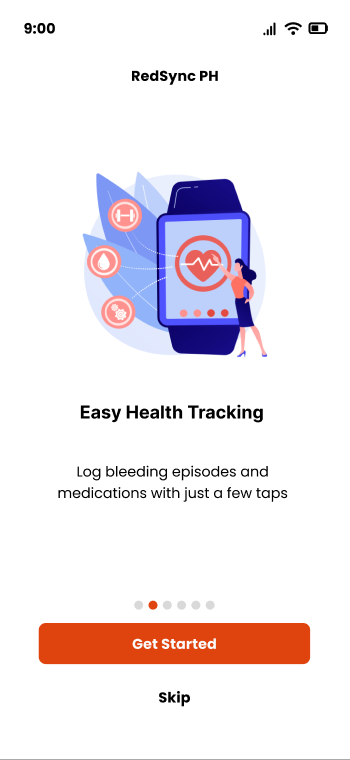 9:00
RedSync PH
Easy Health Tracking
Log bleeding episodes and
medications with just a few taps
Get Started
Skip